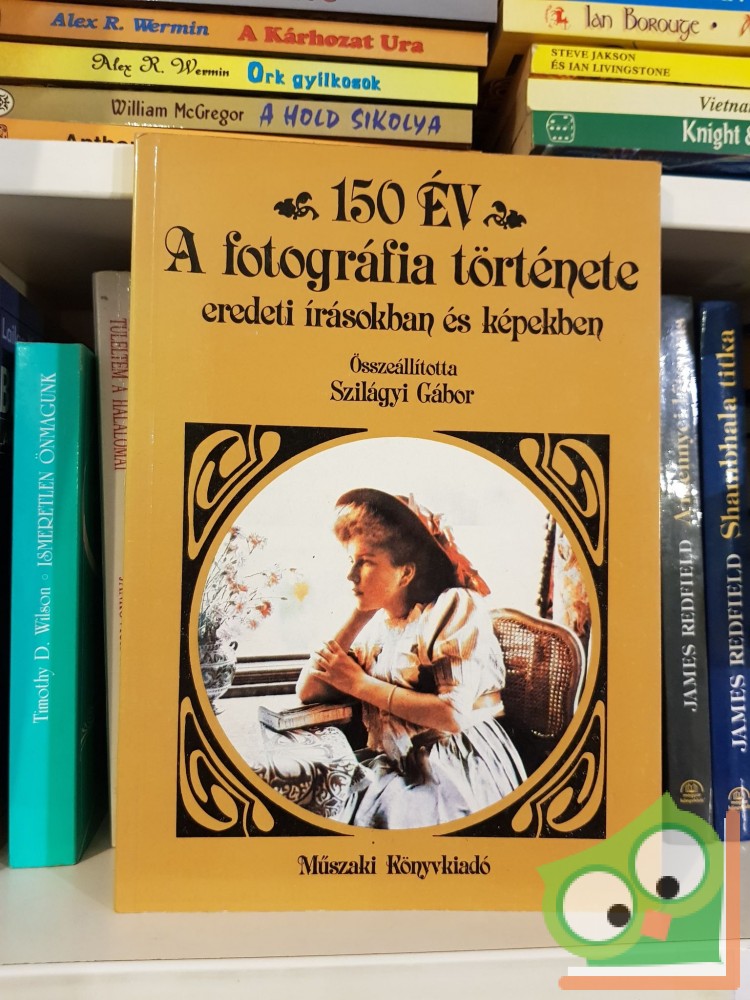 Alex R. Wermin A Kárhozat Ura
Alex R. Wermin Ork gyilkosok
William McGregor A HOLD SIKOLYA
Ian Borouge
STEVE JAKSON
ÉS IAN LIVINGSTONE
Knight &
150 ÉV
A fotográfia története
eredeti írásokban és képekben
Összeállította
Szilágyi Gábor
Műszaki Könyvkiadó
Timothy D. Wilson ◦ ISMERETLEN ÖNMAGUNK
TÚLÉLTEM A HALÁLOMAT
JAMES REDFIELD
JAMES REDFIELD Shambhala titka